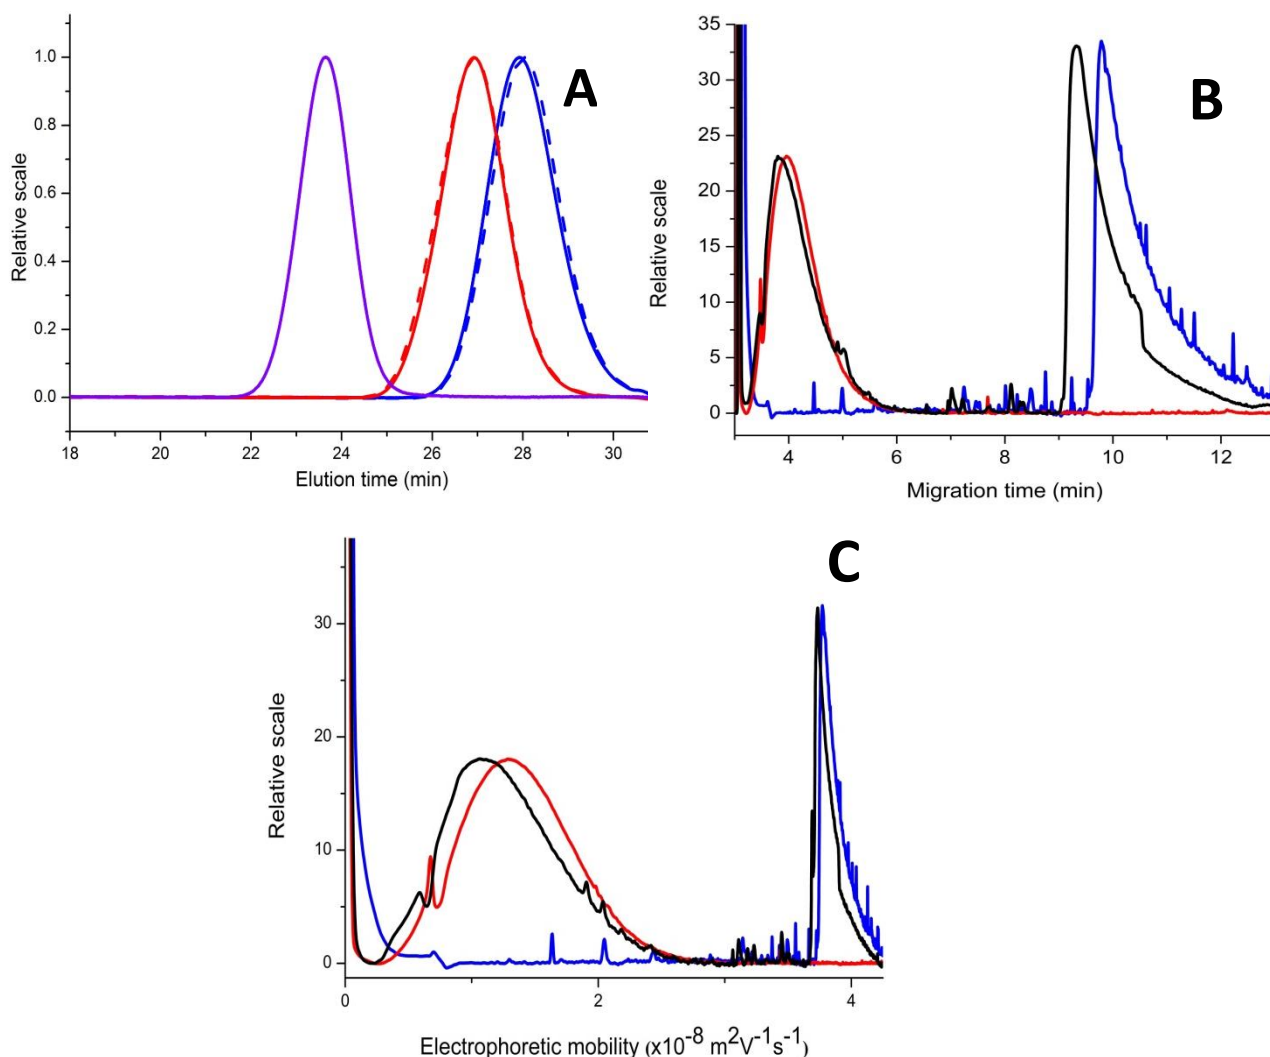 A
1.0
0.8
0.6
0.4
0.2
0.0
Relative scale
18 20 22 24 26 28 30
Elution time (min)
B
35
30
25
20
15
10
5
0
Relative scale
4 6 8 10 12
Migration time (min)
C
30
20
10
0
Relative scale
0 2 4
Electrophoretic mobility (x10⁻⁸ m²V⁻¹s⁻¹)